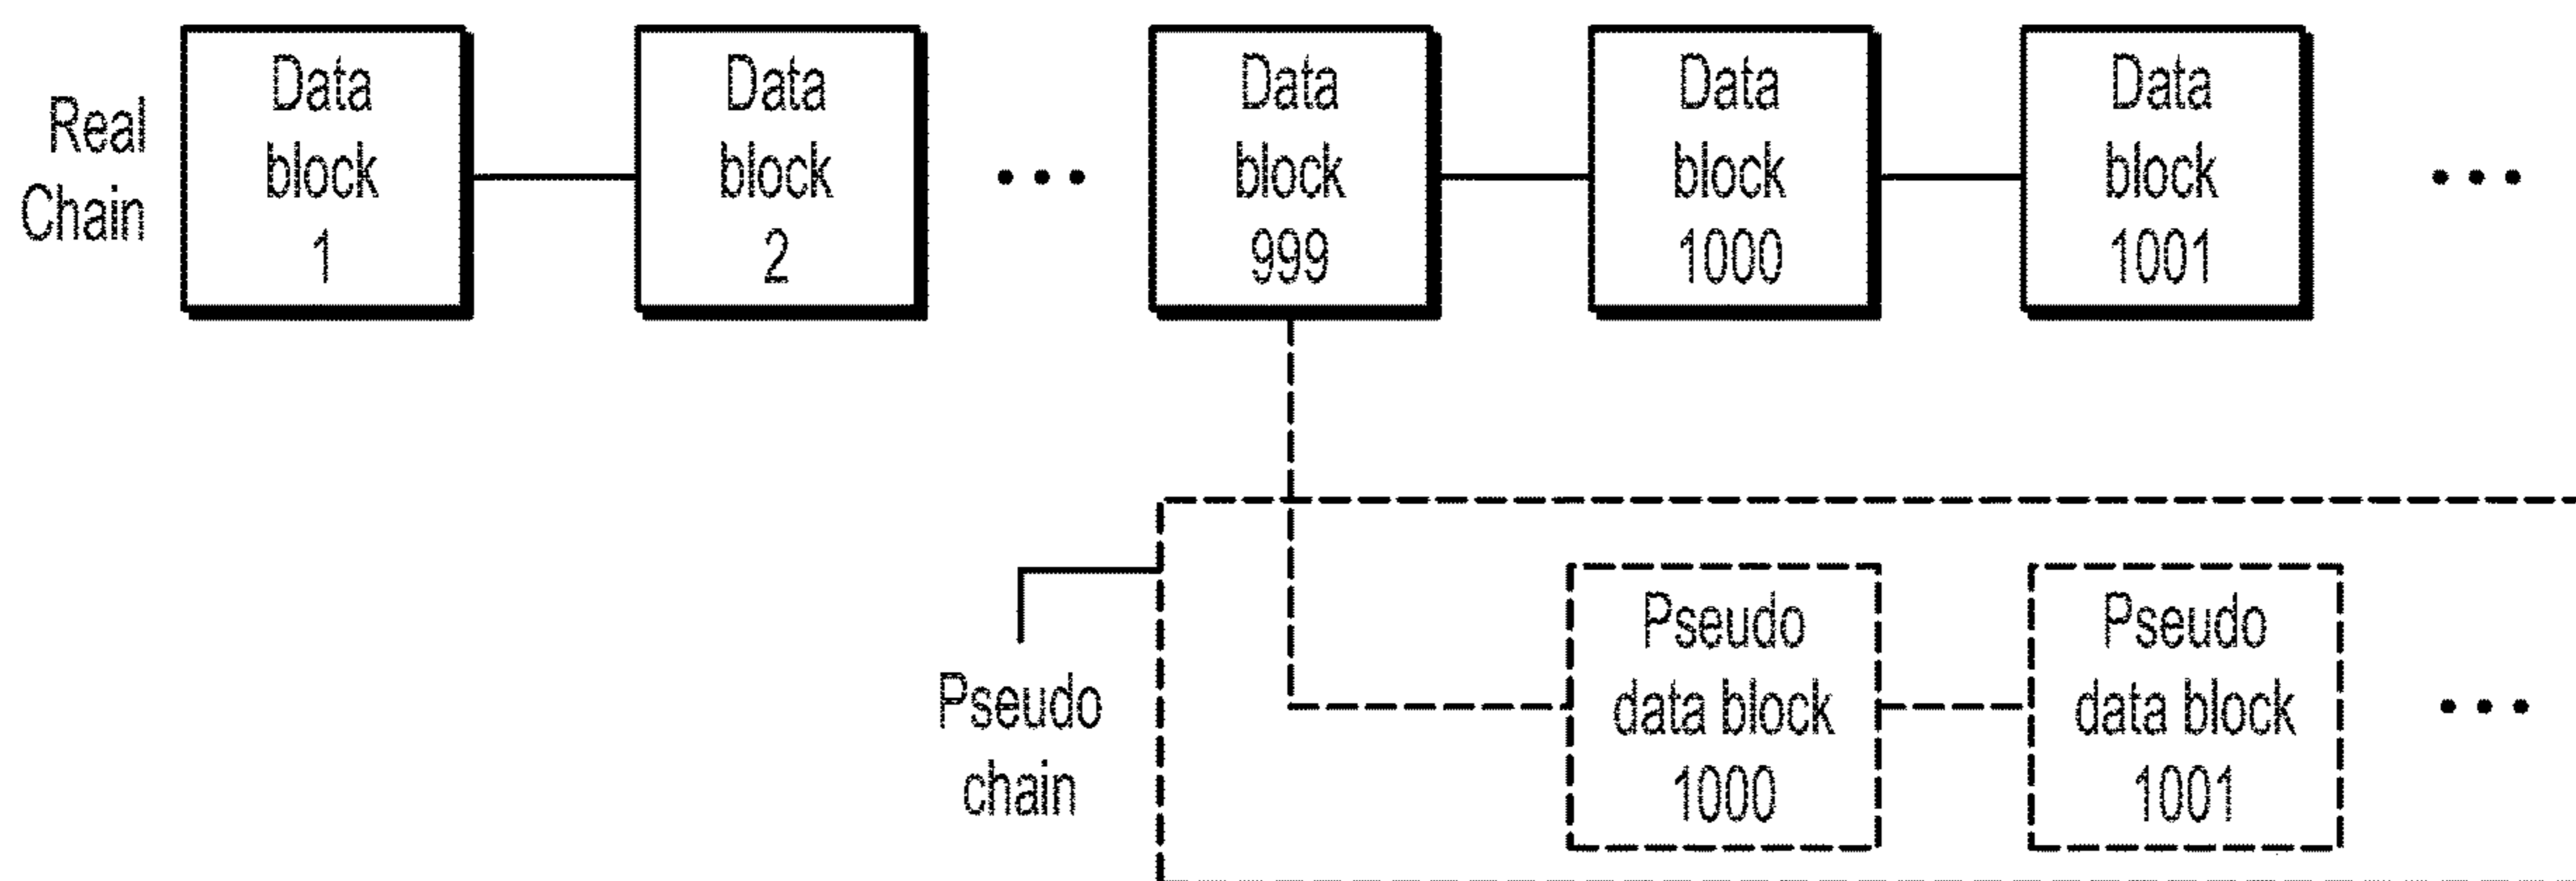 Real
Chain
Data
block
1
Data
block
2
• • •
Data
block
999
Data
block
1000
Data
block
1001
• • •
Pseudo
chain
Pseudo
data block
1000
Pseudo
data block
1001
• • •